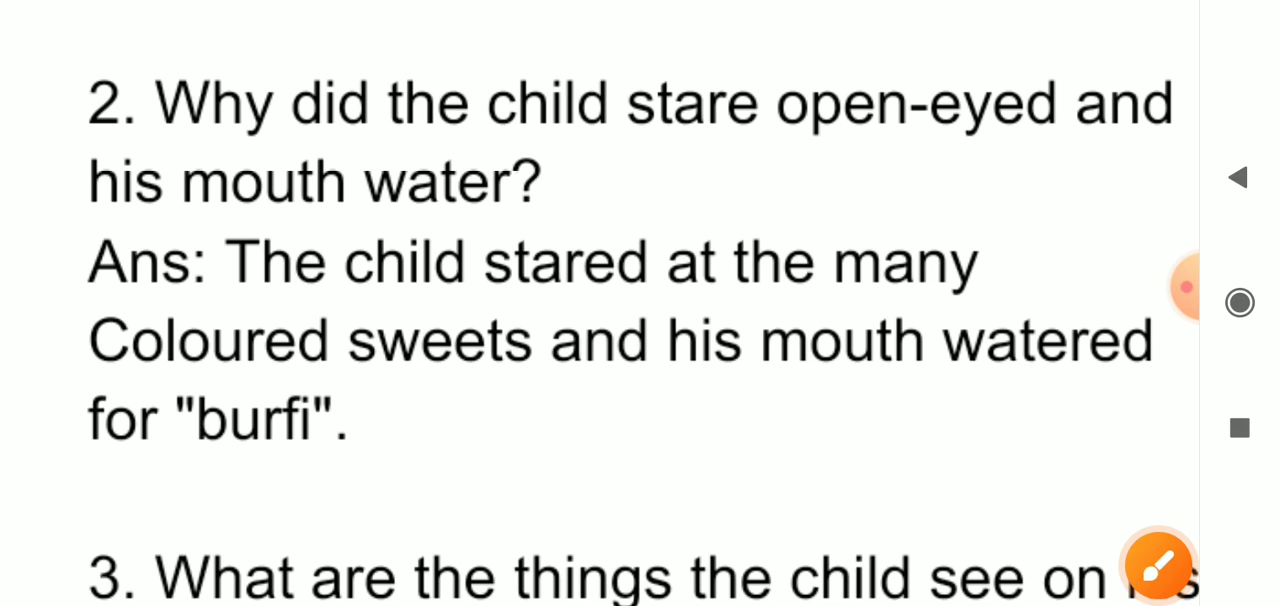 2. Why did the child stare open-eyed and
his mouth water?
Ans: The child stared at the many
Coloured sweets and his mouth watered
for "burfi".
3. What are the things the child see on